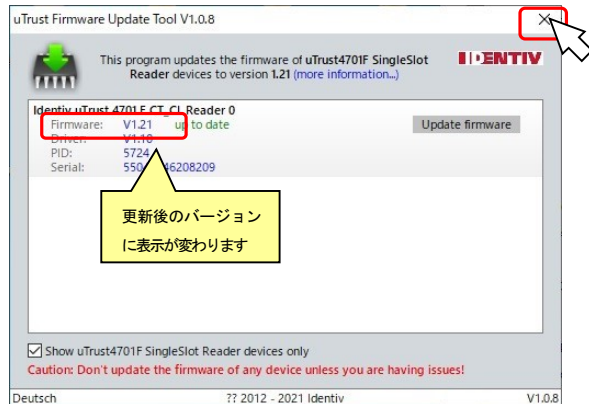 uTrust Firmware Update Tool V1.0.8
This program updates the firmware of uTrust4701F SingleSlot
Reader devices to version 1.21 (more information...)
IDENTIV
Identiv uTrust 4701 F CT_CL Reader 0
Firmware: V1.21 up to date
Update firmware
Driver: V1.18
PID: 5724
Serial: 46208209
更新後のバージョン
に表示が変わります
Show uTrust4701F SingleSlot Reader devices only
Caution: Don't update the firmware of any device unless you are having issues!
Deutsch ?? 2012 - 2021 Identiv V1.0.8